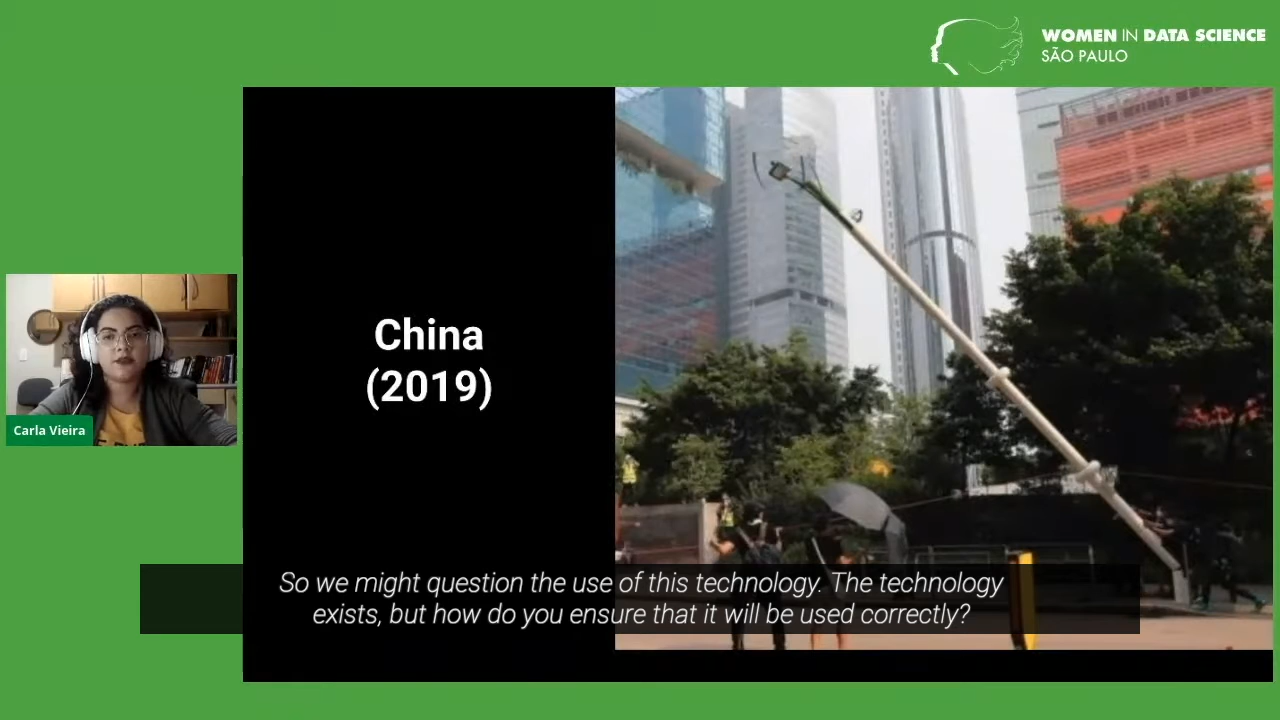 WOMEN IN DATA SCIENCE
SÃO PAULO
China
(2019)
Carla Vieira
So we might question the use of this technology. The technology
exists, but how do you ensure that it will be used correctly?